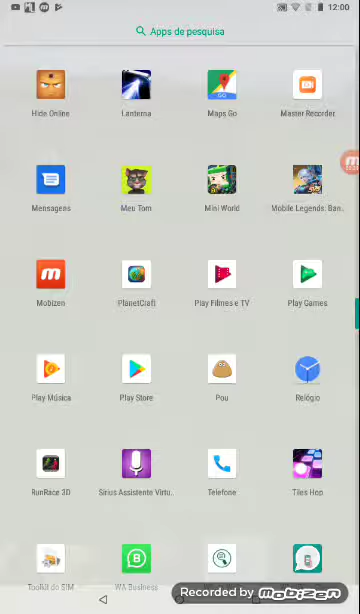 12:00
Apps de pesquisa
Hide Online
Lanterna
GO
Maps Go
Master Recorder
Mensagens
Meu Tom
Mini World
Mobile Legends: Ban..
Mobizen
PlanetCraft
Play Filmes e TV
Play Games
Play Música
Play Store
Pou
Relógio
RunRace 3D
Sirius Assistente Virtu..
Telefone
Tiles Hop
Toolkit do SIM
WA Business
Recorded by mobizen